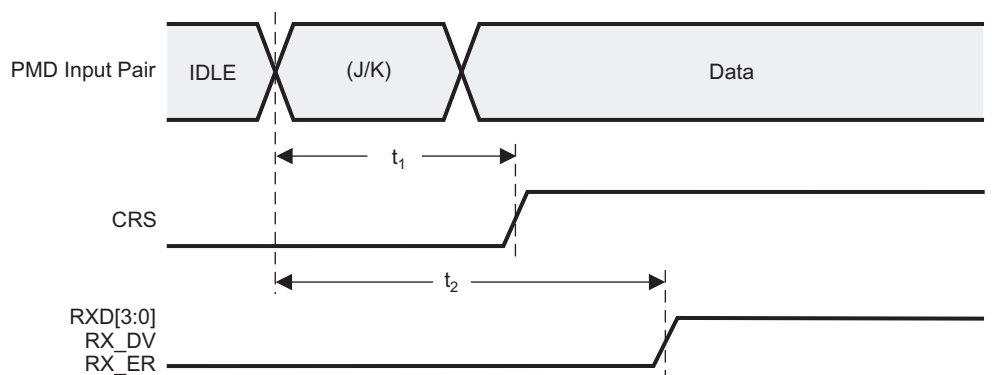 PMD Input Pair
IDLE
(J/K)
Data
t1
CRS
t2
RXD[3:0]
RX_DV
RX_ER